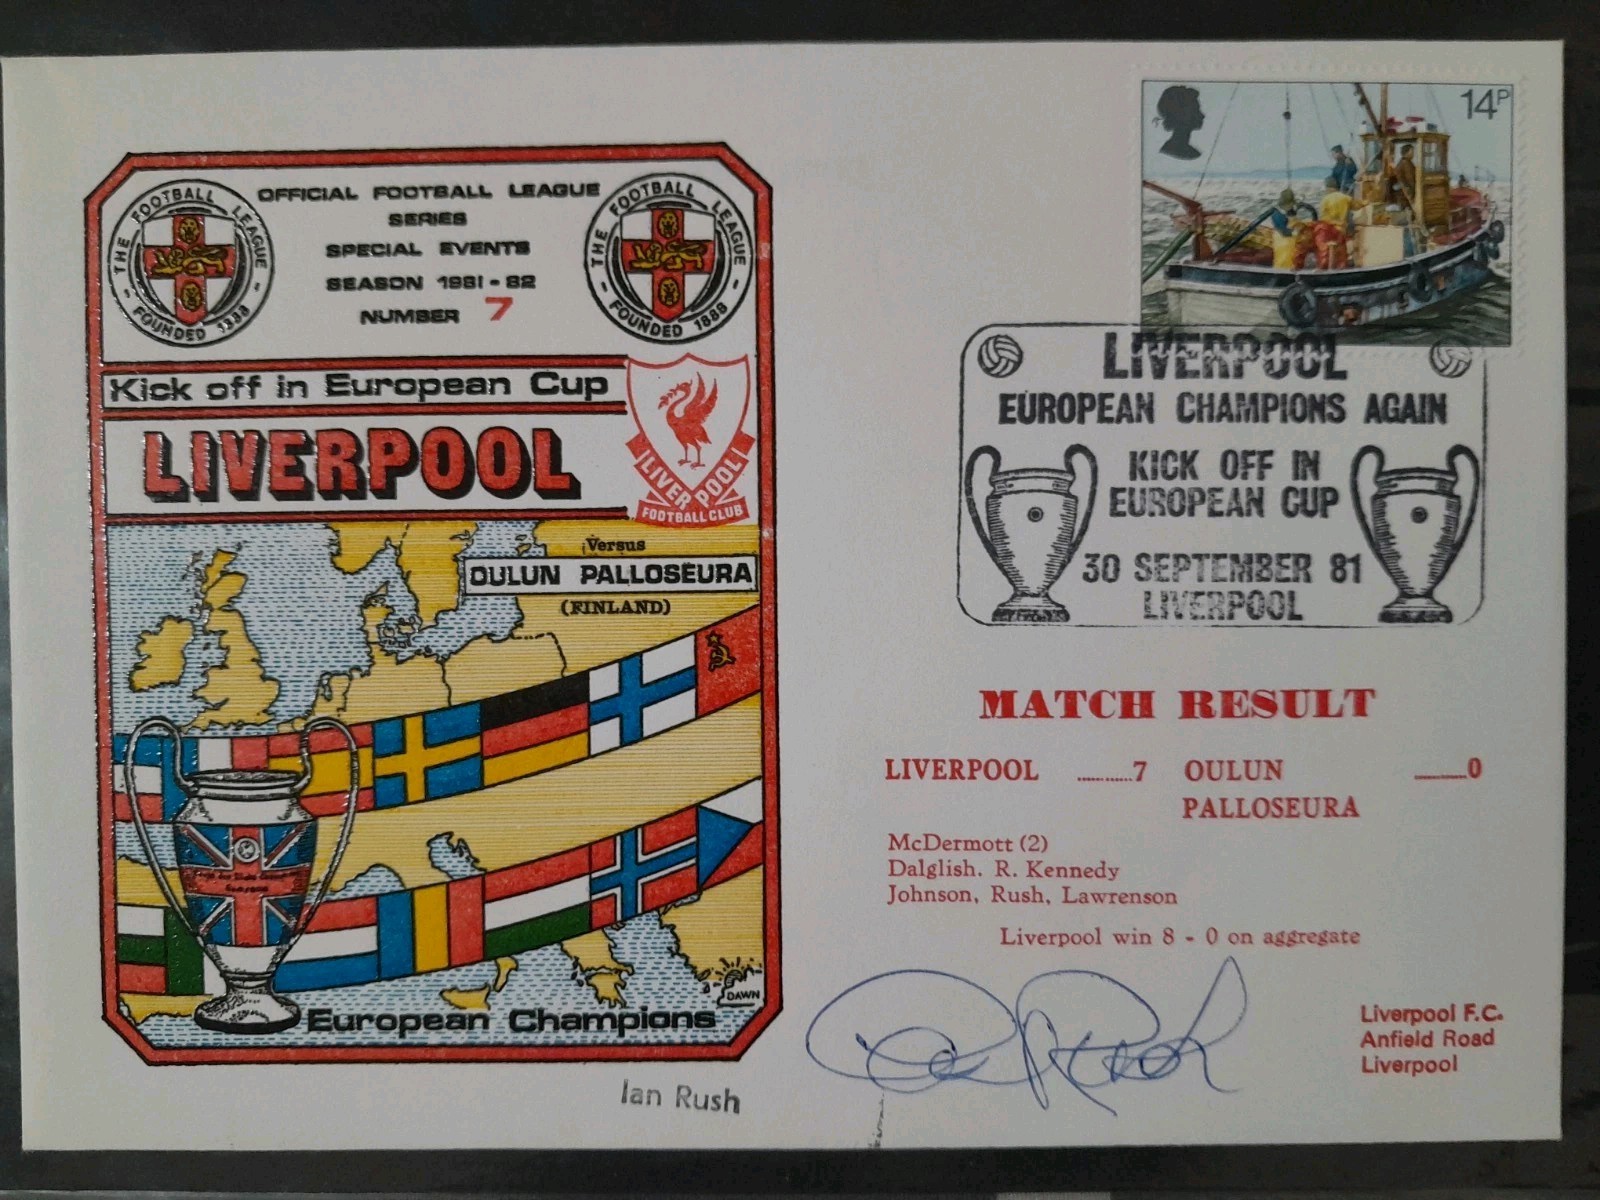 OFFICIAL FOOTBALL LEAGUE
SERIES
SPECIAL EVENTS
SEASON 1981-82
NUMBER 7
THE FOOTBALL LEAGUE
- FOUNDED 1888 -
THE FOOTBALL LEAGUE
- FOUNDED 1888 -
Kick off in European Cup
LIVERPOOL
LIVERPOOL
FOOTBALL CLUB
Versus
OULUN PALLOSEURA
(FINLAND)
DAWN
European Champions
Ian Rush
14P
LIVERPOOL
EUROPEAN CHAMPIONS AGAIN
KICK OFF IN
EUROPEAN CUP
30 SEPTEMBER 81
LIVERPOOL
MATCH RESULT
LIVERPOOL ............7 OULUN ............0
PALLOSEURA
McDermott (2)
Dalglish. R. Kennedy
Johnson, Rush, Lawrenson
Liverpool win 8 - 0 on aggregate
Liverpool F.C.
Anfield Road
Liverpool